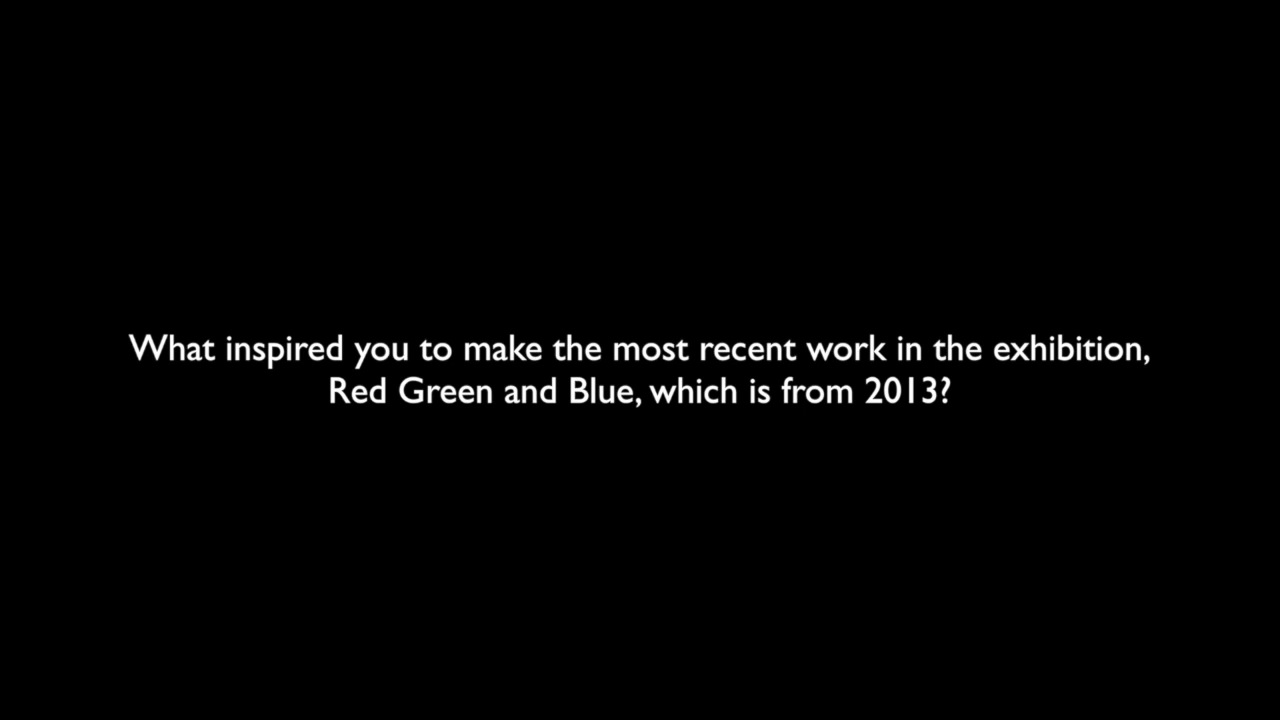 What inspired you to make the most recent work in the exhibition,
Red Green and Blue, which is from 2013?